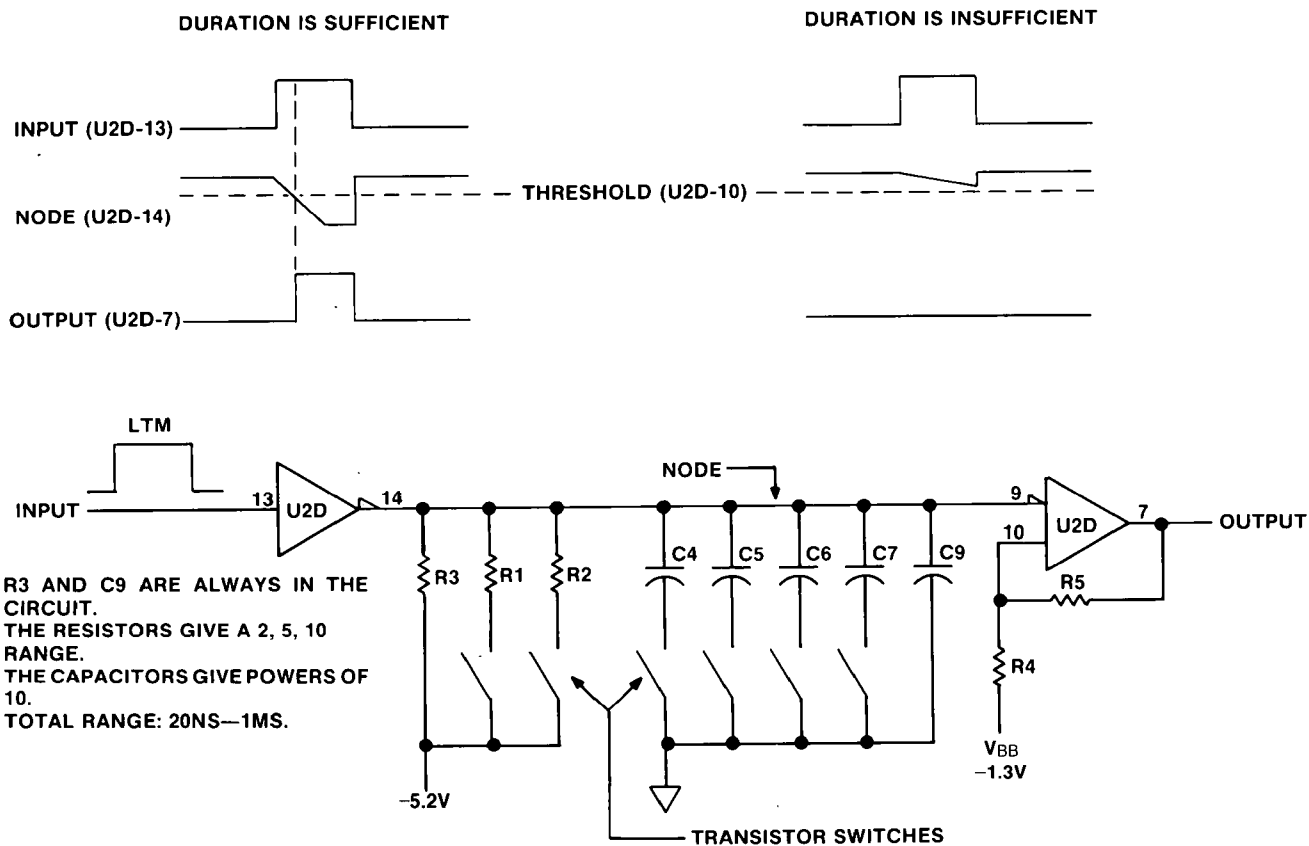 DURATION IS SUFFICIENT
DURATION IS INSUFFICIENT
INPUT (U2D-13)
THRESHOLD (U2D-10)
NODE (U2D-14)
OUTPUT (U2D-7)
LTM
INPUT
13
U2D
14
NODE
9
10
U2D
7
OUTPUT
R3
R1
R2
C4
C5
C6
C7
C9
R5
R4
R3 AND C9 ARE ALWAYS IN THE
CIRCUIT.
THE RESISTORS GIVE A 2, 5, 10
RANGE.
THE CAPACITORS GIVE POWERS OF
10.
TOTAL RANGE: 20NS—1MS.
-5.2V
VBB
-1.3V
TRANSISTOR SWITCHES